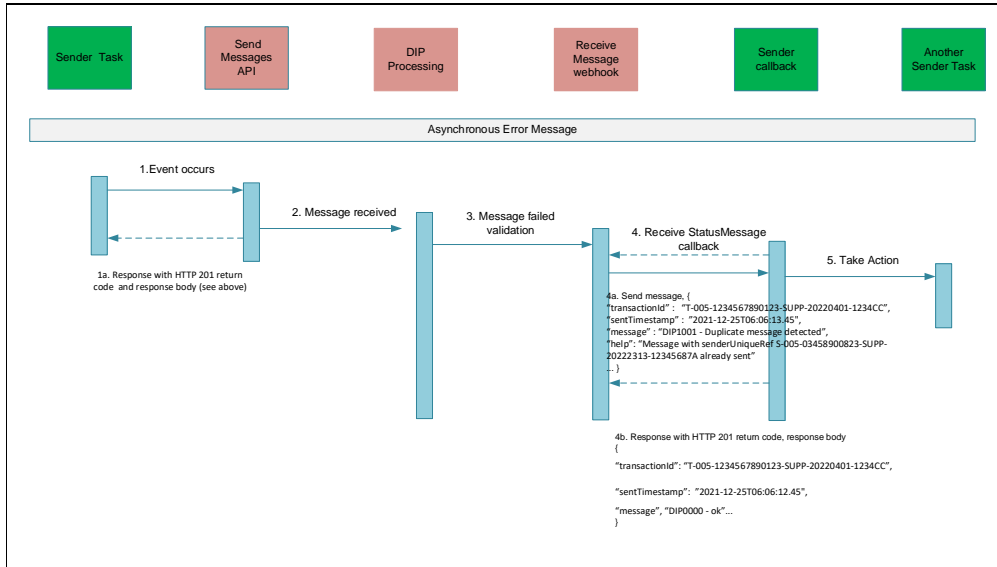 Sender Task
Send
Messages
API
DIP
Processing
Receive
Message
webhook
Sender
callback
Another
Sender Task
Asynchronous Error Message
1.Event occurs
2. Message received
3. Message failed
validation
4. Receive StatusMessage
callback
5. Take Action
1a. Response with HTTP 201 return
code and response body (see above)
4a. Send message, {
“transactionId” : “T-005-1234567890123-SUPP-20220401-1234CC”,
“sentTimestamp” : “2021-12-25T06:06:13.45”,
“message” : “DIP1001 - Duplicate message detected”,
“help”: “Message with senderUniqueRef S-005-03458900823-SUPP-
20222313-12345687A already sent”
... }
4b. Response with HTTP 201 return code, response body
{
“transactionId”: “T-005-1234567890123-SUPP-20220401-1234CC”,
“sentTimestamp”: “2021-12-25T06:06:12.45”,
“message”, “DIP0000 - ok”...
}